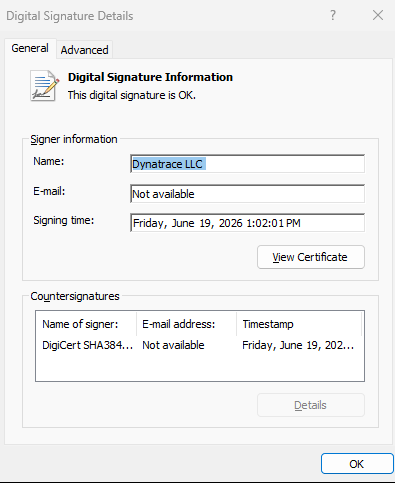 Digital Signature Details
General Advanced
Digital Signature Information
This digital signature is OK.
Signer information
Name: Dynatrace LLC
E-mail: Not available
Signing time: Friday, June 19, 2026 1:02:01 PM
View Certificate
Countersignatures
Name of signer: E-mail address: Timestamp
DigiCert SHA384... Not available Friday, June 19, 202...
Details
OK